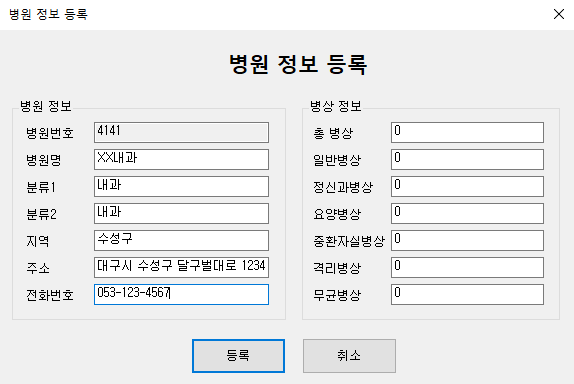 병원 정보 등록
병원 정보 등록
병원 정보
병원번호 4141
병원명 XX내과
분류1 내과
분류2 내과
지역 수성구
주소 대구시 수성구 달구벌대로 1234
전화번호 053-123-4567
병상 정보
총 병상 0
일반병상 0
정신과병상 0
요양병상 0
중환자실병상 0
격리병상 0
무균병상 0
등록 취소